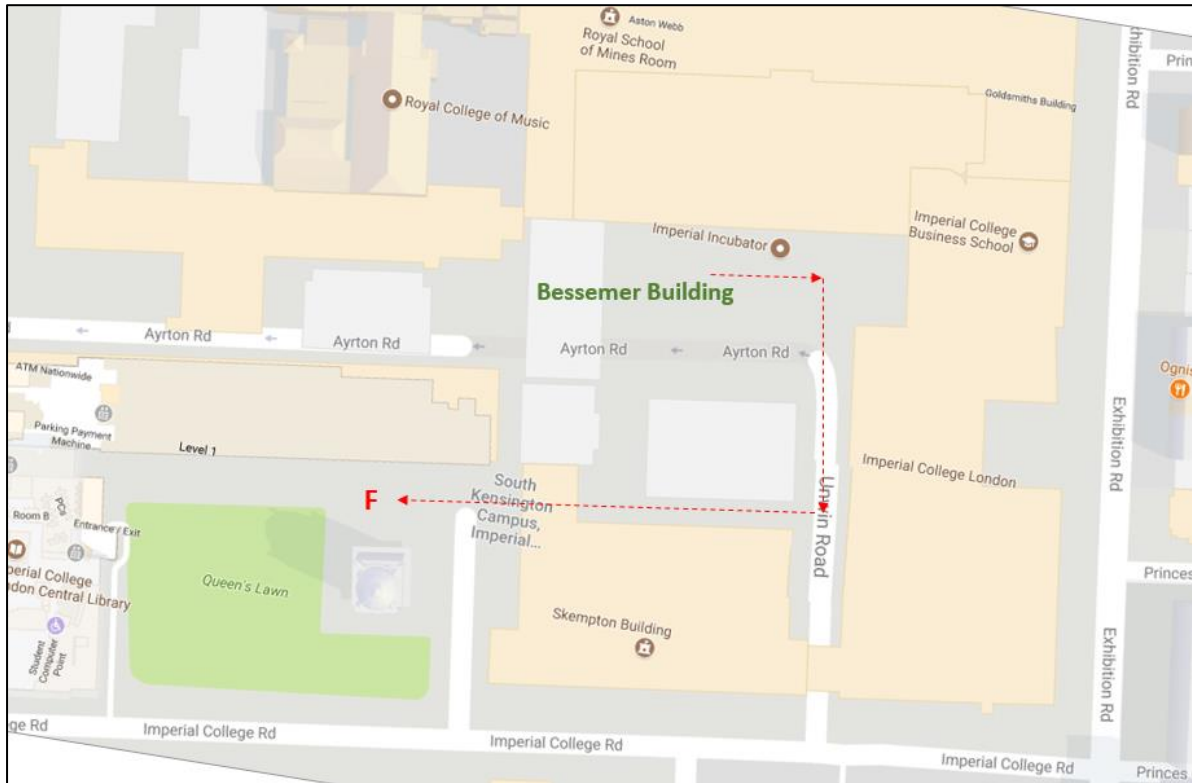 Aston Webb
Royal School
of Mines Room
Exhibition Rd
Prin
Goldsmiths Building
Royal College of Music
Imperial College
Business School
Imperial Incubator
Bessemer Building
Ayrton Rd
Ayrton Rd
Ayrton Rd
Ayrton Rd
ATM Nationwide
Ognis
Parking Payment
Machine
Level 1
Exhibition Rd
Imperial College London
South
Kensington
Campus,
Imperial...
F
Unwin Road
PCs
Room B
Entrance / Exit
perial College
ndon Central Library
Queen's Lawn
Princes
Skempton Building
Student
Computer
Point
Exhibition Rd
ge Rd
Imperial College Rd
Imperial College Rd
Imperial College Rd
Princes